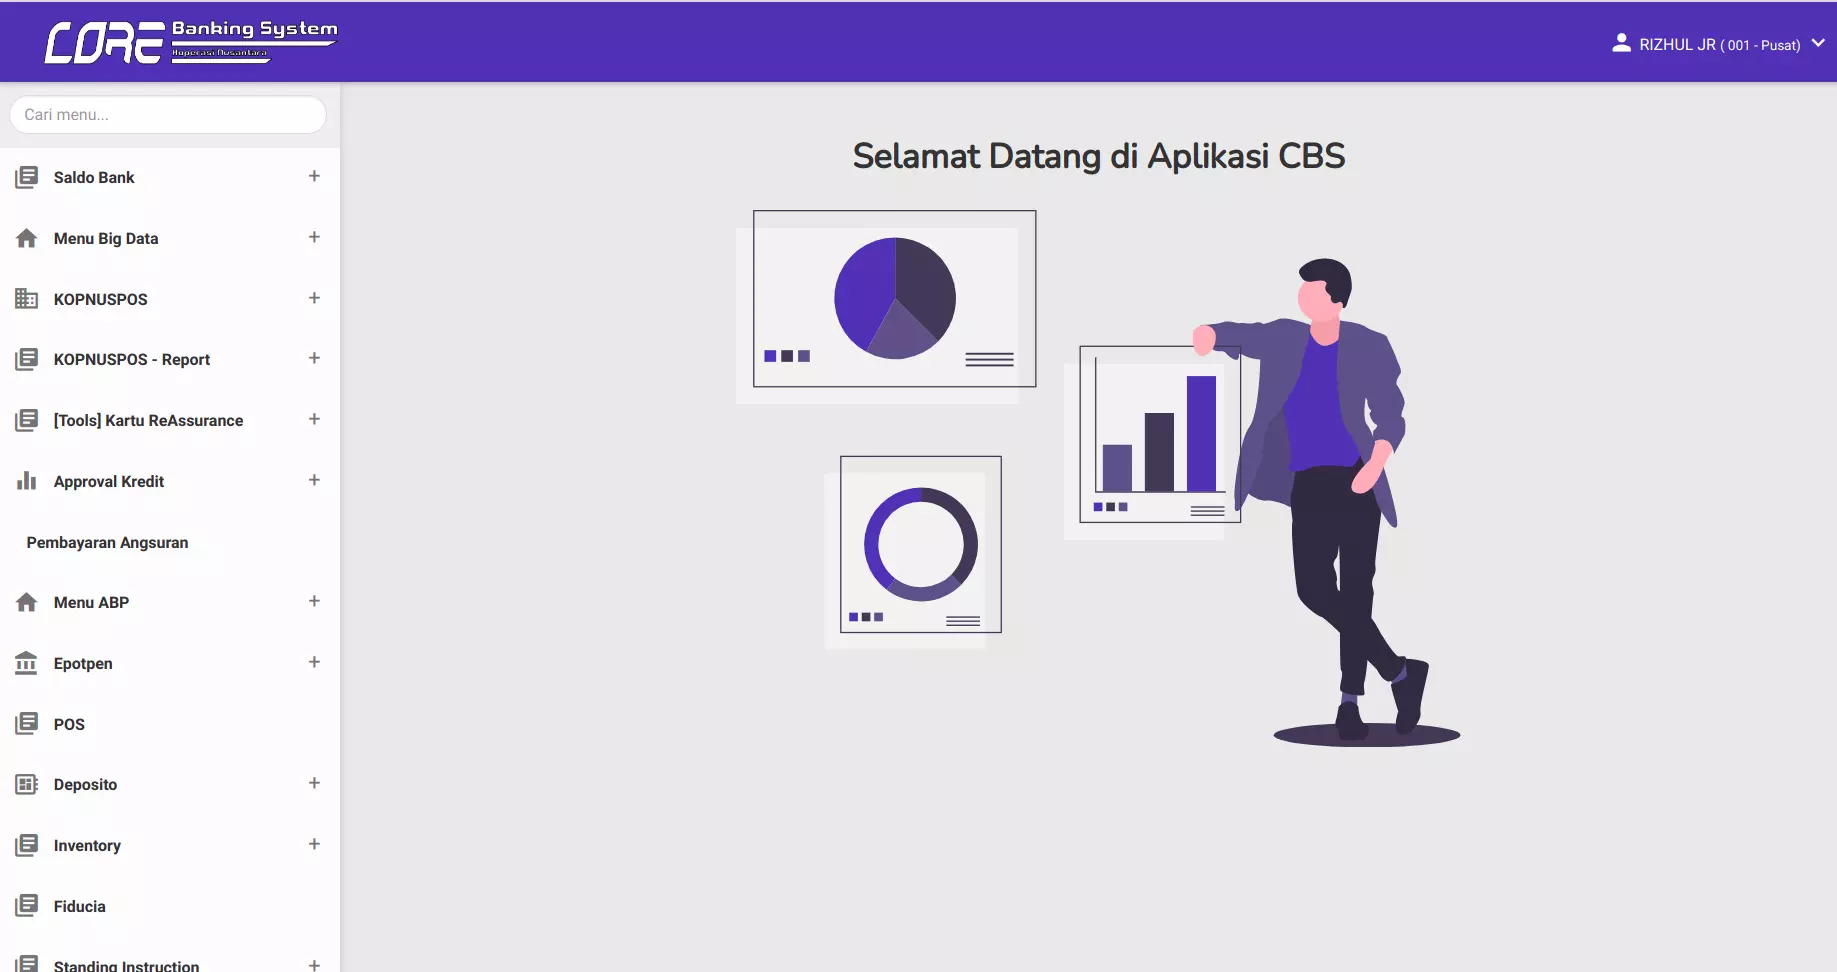 CORE Banking System
Koperasi Nusantara
RIZHUL JR ( 001 - Pusat)
Cari menu...
Saldo Bank +
Menu Big Data +
KOPNUSPOS +
KOPNUSPOS - Report +
[Tools] Kartu ReAssurance +
Approval Kredit +
Pembayaran Angsuran
Menu ABP +
Epotpen +
POS
Deposito +
Inventory +
Fiducia
Standing Instruction +
Selamat Datang di Aplikasi CBS